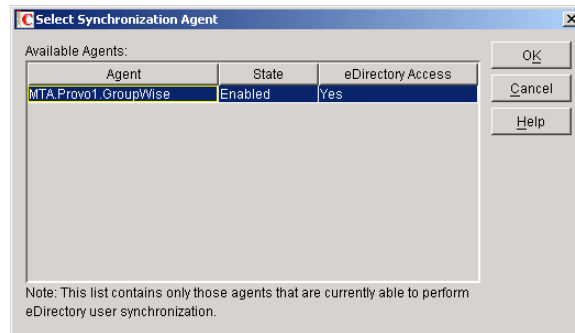 Select Synchronization Agent
Available Agents:
Agent State eDirectory Access
MTA.Provo1.GroupWise Enabled Yes
OK
Cancel
Help
Note: This list contains only those agents that are currently able to perform
eDirectory user synchronization.